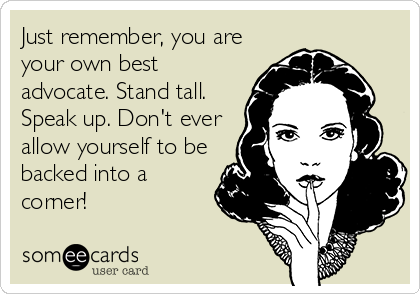 Just remember, you are
your own best
advocate. Stand tall.
Speak up. Don't ever
allow yourself to be
backed into a
corner!
someecards
user card